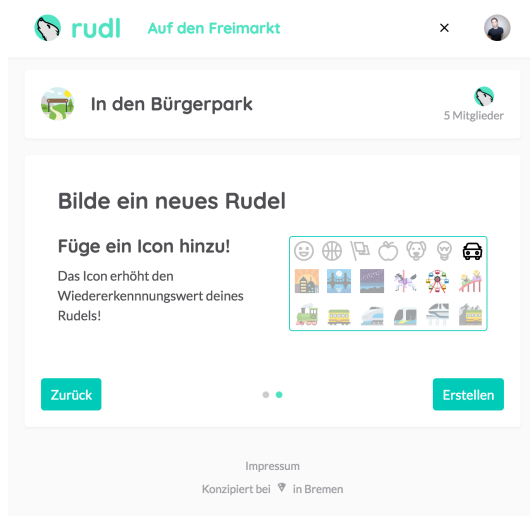 rudl Auf den Freimarkt
In den Bürgerpark
5 Mitglieder
Bilde ein neues Rudel
Füge ein Icon hinzu!
Das Icon erhöht den
Wiedererkennnungswert deines
Rudels!
Zurück
Erstellen
Impressum
Konzipiert bei in Bremen